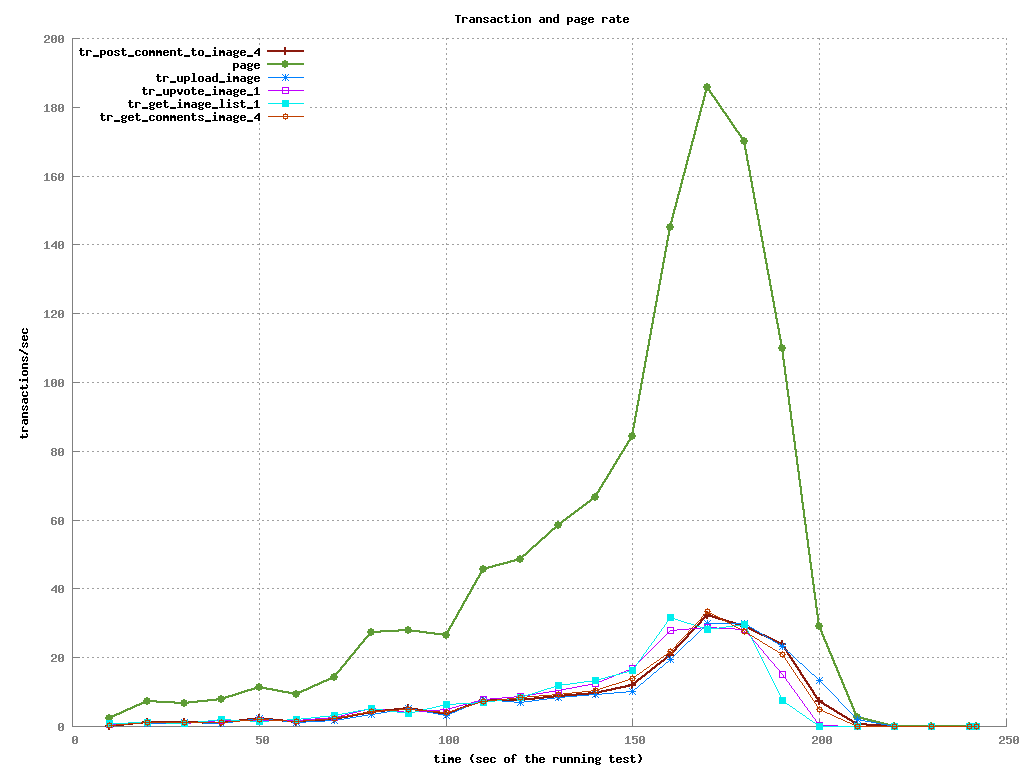 Transaction and page rate
200
180
160
140
120
100
80
60
40
20
0
transactions/sec
tr_post_comment_to_image_4
page
tr_upload_image
tr_upvote_image_1
tr_get_image_list_1
tr_get_comments_image_4
0 50 100 150 200 250
time (sec of the running test)